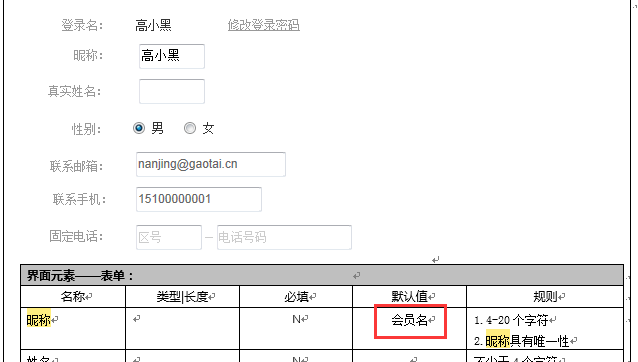 登录名： 高小黑 修改登录密码
昵称： 高小黑
真实姓名：
性别： 男 女
联系邮箱： nanjing@gaotai.cn
联系手机： 15100000001
固定电话： 区号 – 电话号码
界面元素——表单：
名称 类型|长度 必填 默认值 规则
昵称 N 会员名 1.4-20个字符
2.昵称具有唯一性